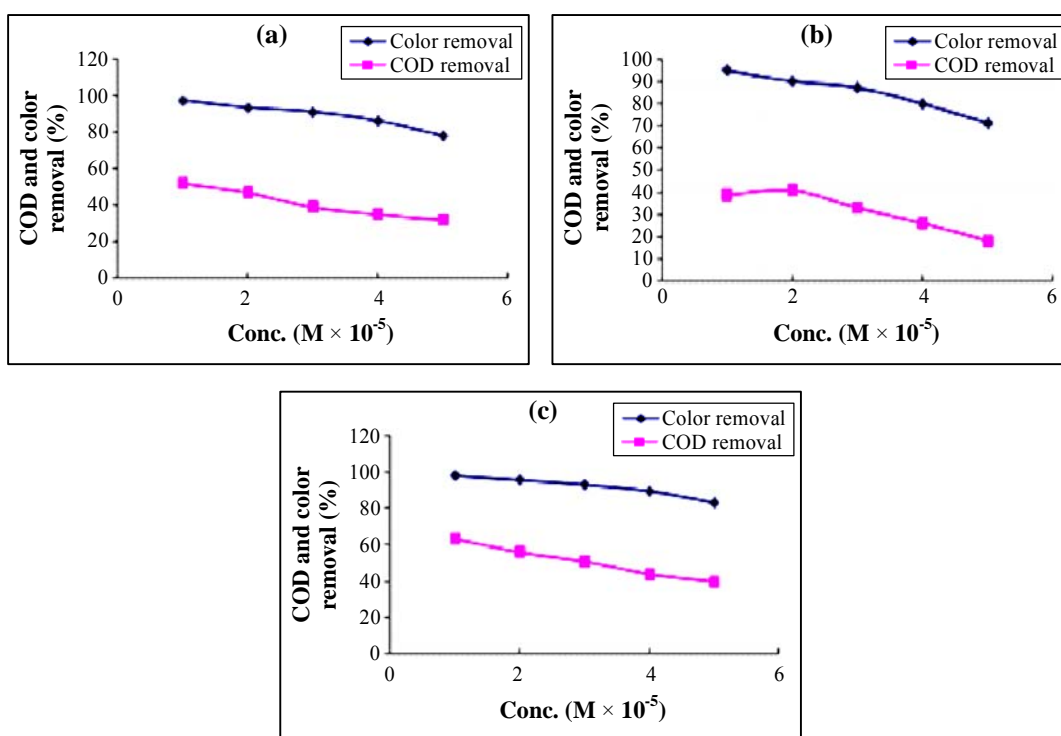 (a)
Color removal
COD removal
COD and color
removal (%)
120
100
80
60
40
20
0
0 2 4 6
Conc. (M × 10⁻⁵)
(b)
Color removal
COD removal
COD and color
removal (%)
100
90
80
70
60
50
40
30
20
10
0
0 2 4 6
Conc. (M × 10⁻⁵)
(c)
Color removal
COD removal
COD and color
removal (%)
120
100
80
60
40
20
0
0 2 4 6
Conc. (M × 10⁻⁵)